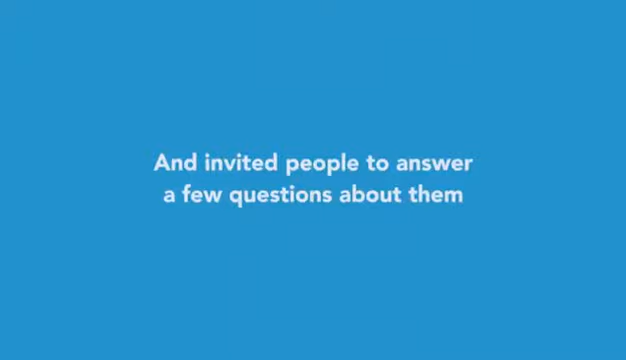 And invited people to answer
a few questions about them